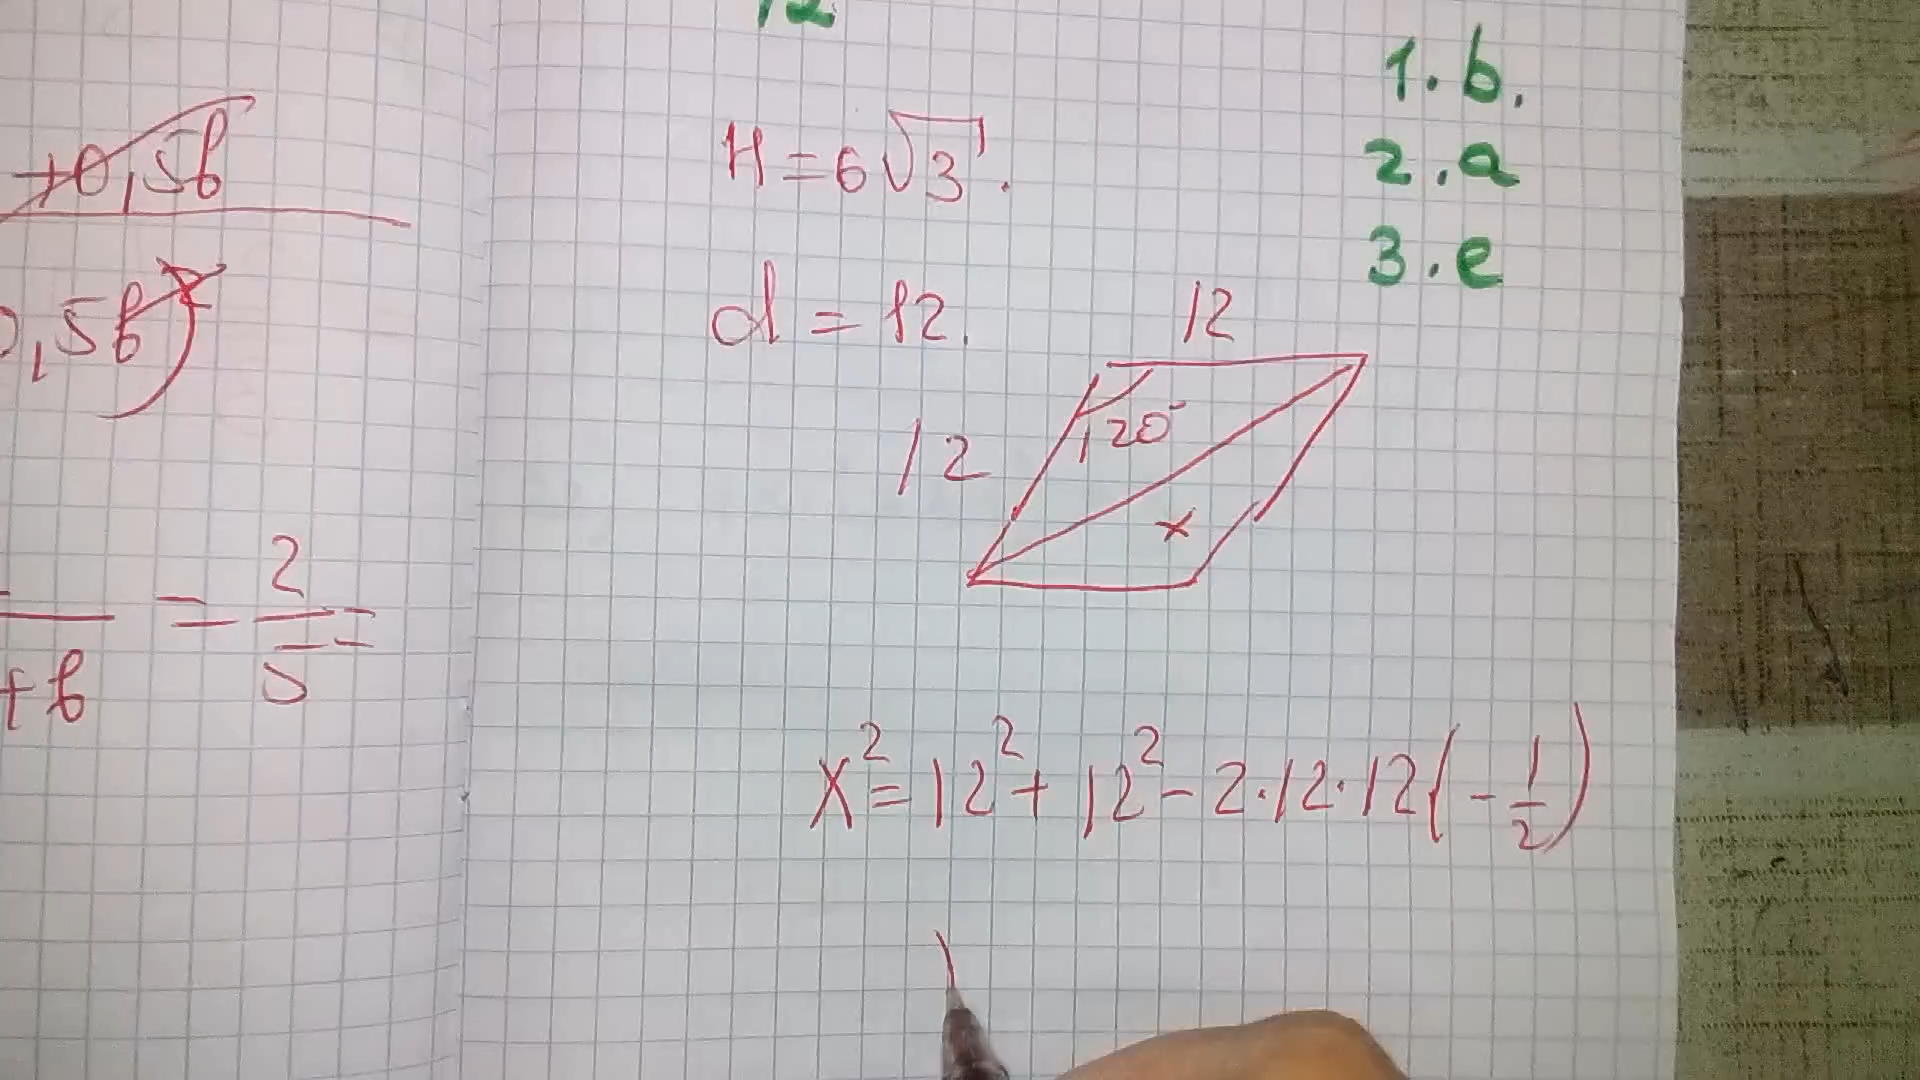 +0,5b
0,5b)
+b = 2/5 =
12
H = 6√3.
d = 12.
12
12
120°
x
x² = 12² + 12² - 2·12·12(-1/2)
1. b.
2. a
3. e